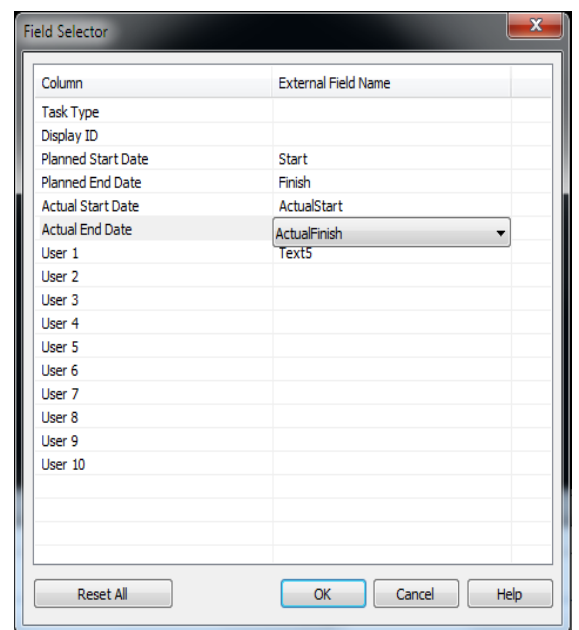 Field Selector
Column External Field Name
Task Type
Display ID
Planned Start Date Start
Planned End Date Finish
Actual Start Date ActualStart
Actual End Date ActualFinish
User 1 Text5
User 2
User 3
User 4
User 5
User 6
User 7
User 8
User 9
User 10
Reset All OK Cancel Help